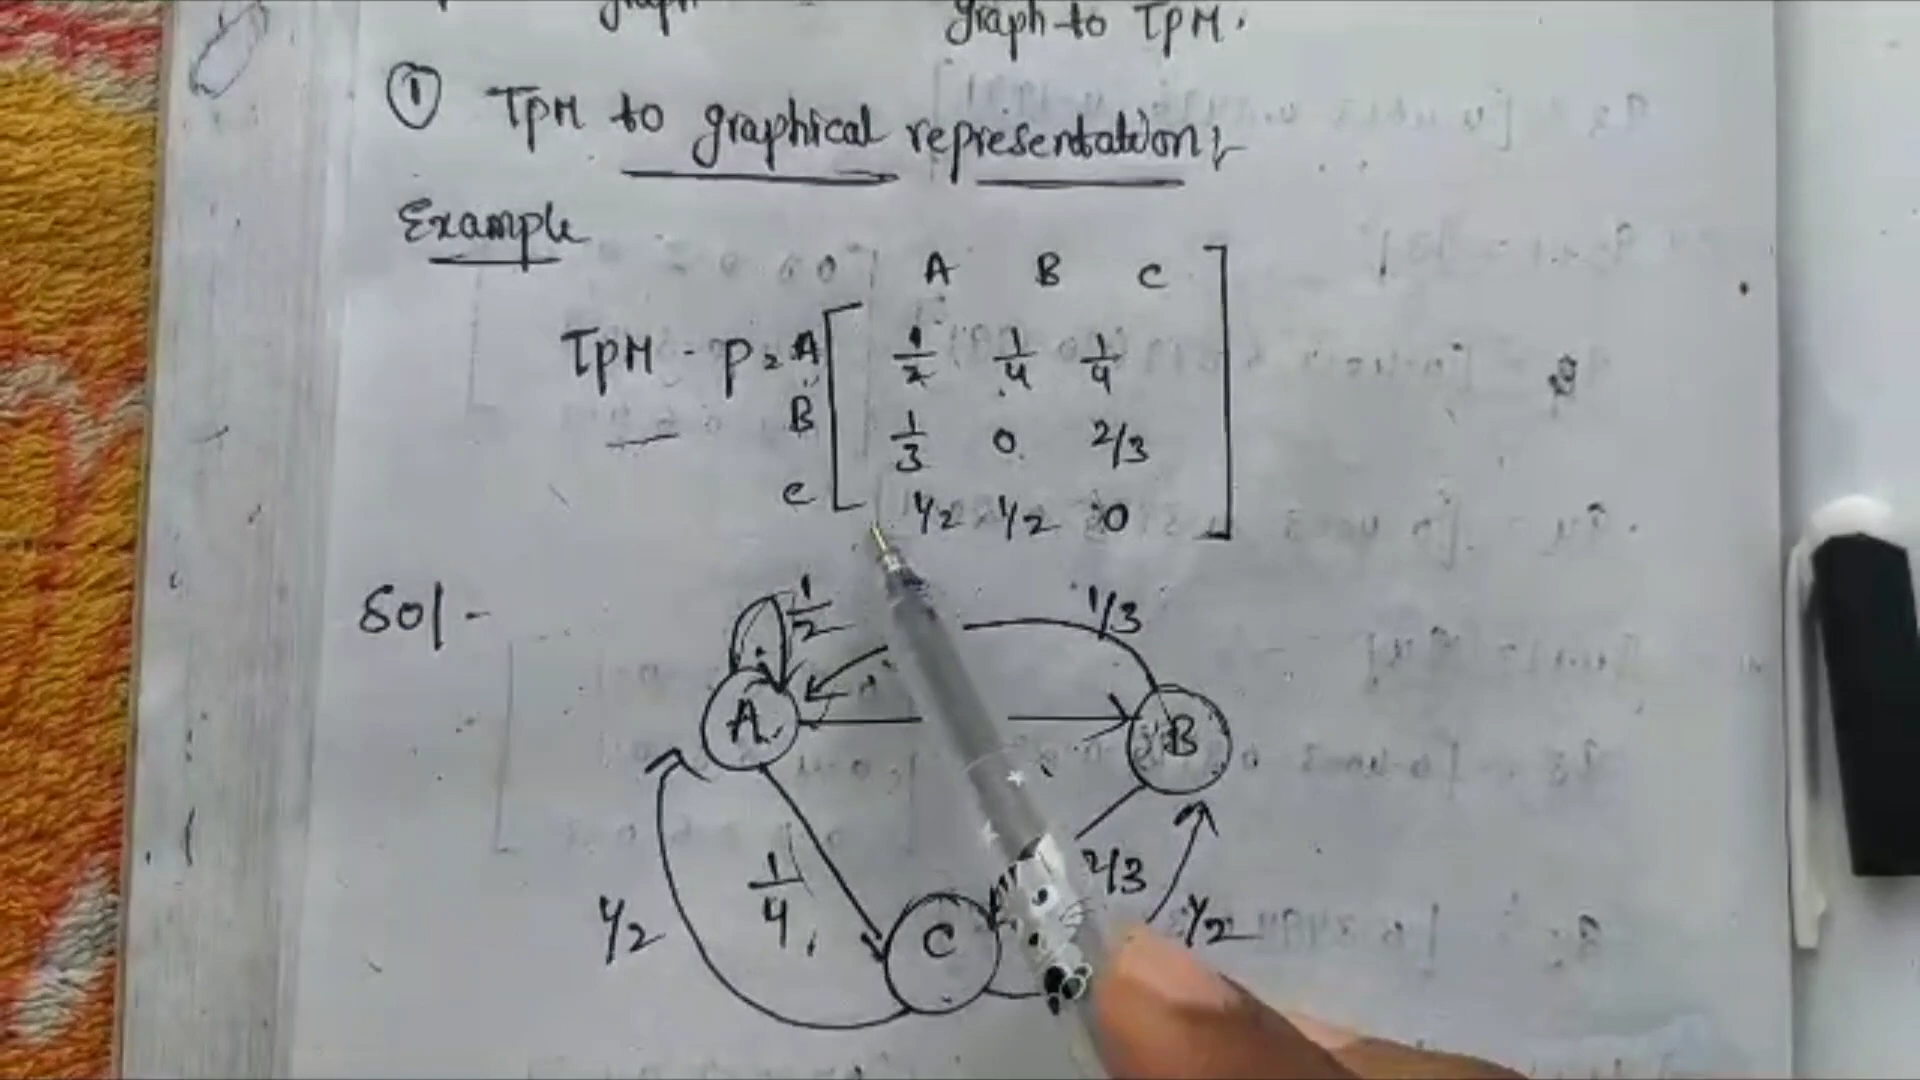 graph
graph to TPM.
① TPM to graphical representation:-
Example
A B C
TPM - P = A 1/2 1/4 1/4
B 1/3 0 2/3
C 1/2 1/2 0
Sol -
1/2 1/3
A B
1/2 1/4 C 2/3 1/2